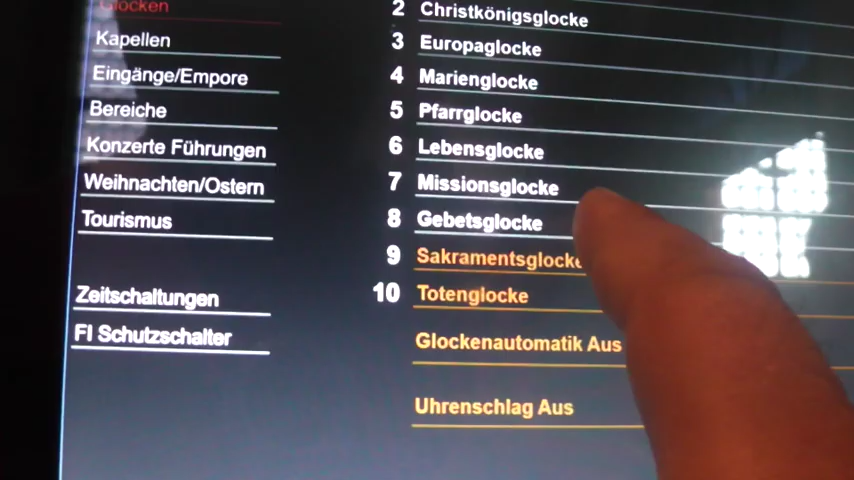 Glocken
Kapellen
Eingänge/Empore
Bereiche
Konzerte Führungen
Weihnachten/Ostern
Tourismus
Zeitschaltungen
FI Schutzschalter
2 Christkönigsglocke
3 Europaglocke
4 Marienglocke
5 Pfarrglocke
6 Lebensglocke
7 Missionsglocke
8 Gebetsglocke
9 Sakramentsglocke
10 Totenglocke
Glockenautomatik Aus
Uhrenschlag Aus